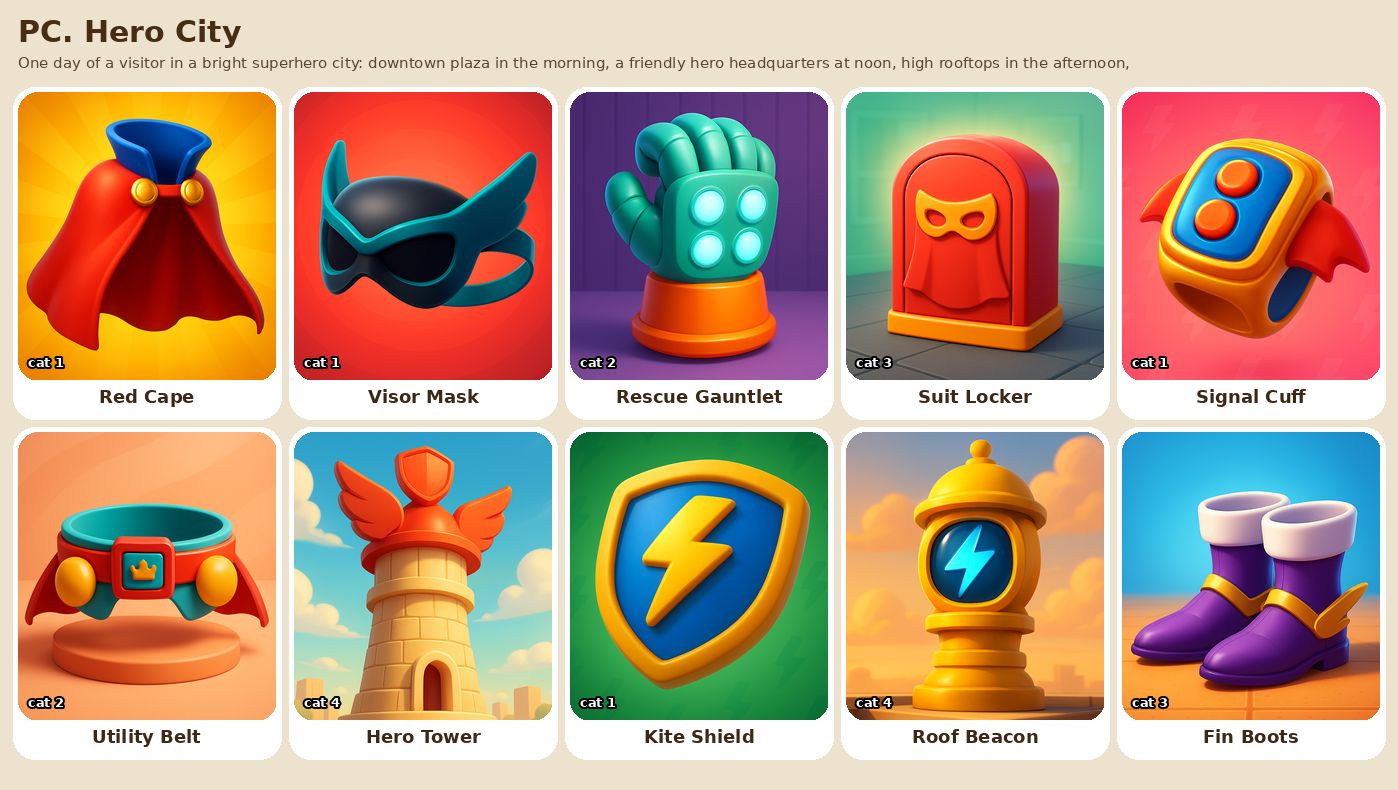 PC. Hero City
One day of a visitor in a bright superhero city: downtown plaza in the morning, a friendly hero headquarters at noon, high rooftops in the afternoon,
cat 1
Red Cape
cat 1
Visor Mask
cat 2
Rescue Gauntlet
cat 3
Suit Locker
cat 1
Signal Cuff
cat 2
Utility Belt
cat 4
Hero Tower
cat 1
Kite Shield
cat 4
Roof Beacon
cat 3
Fin Boots